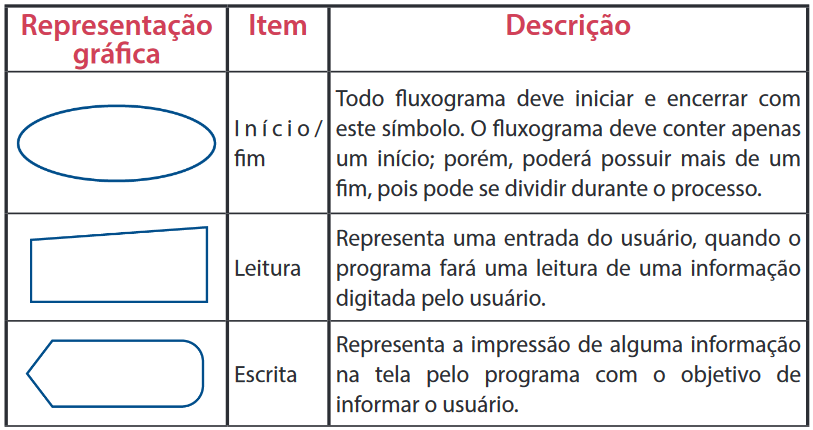 Representação gráfica
Item
Descrição
Início/
fim
Todo fluxograma deve iniciar e encerrar com
este símbolo. O fluxograma deve conter apenas
um início; porém, poderá possuir mais de um
fim, pois pode se dividir durante o processo.
Leitura
Representa uma entrada do usuário, quando o
programa fará uma leitura de uma informação
digitada pelo usuário.
Escrita
Representa a impressão de alguma informação
na tela pelo programa com o objetivo de
informar o usuário.